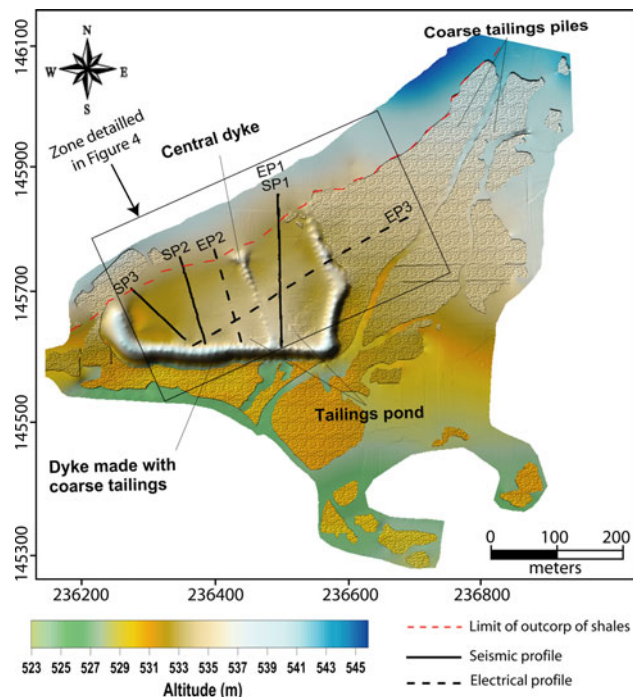 146100
145900
145700
145500
145300
N
W E
S
Coarse tailings piles
Zone detailled
in Figure 4
Central dyke
EP1
SP1
EP3
EP2
SP2
SP3
Tailings pond
Dyke made with
coarse tailings
0 100 200
meters
236200 236400 236600 236800
523 525 527 529 531 533 535 537 539 541 543 545
Altitude (m)
Limit of outcorp of shales
Seismic profile
Electrical profile